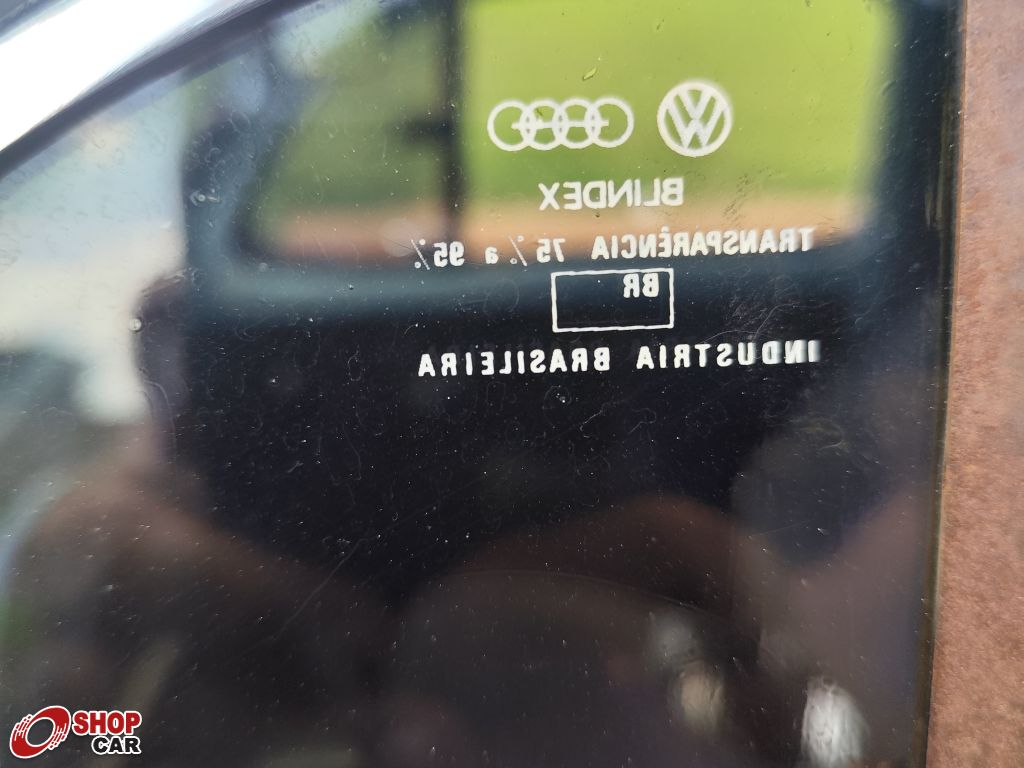 BLINDEX
TRANSPARÊNCIA 75% a 95%
BR
INDUSTRIA BRASILEIRA
SHOP
CAR